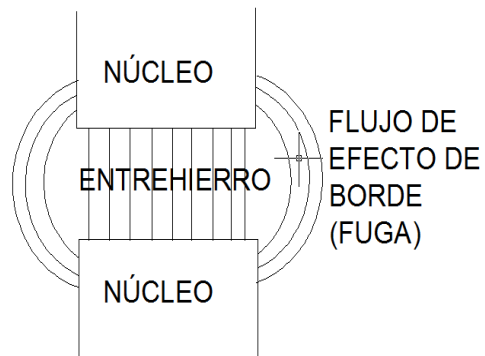 NÚCLEO
ENTREHIERRO
FLUJO DE
EFECTO DE
BORDE
(FUGA)
NÚCLEO